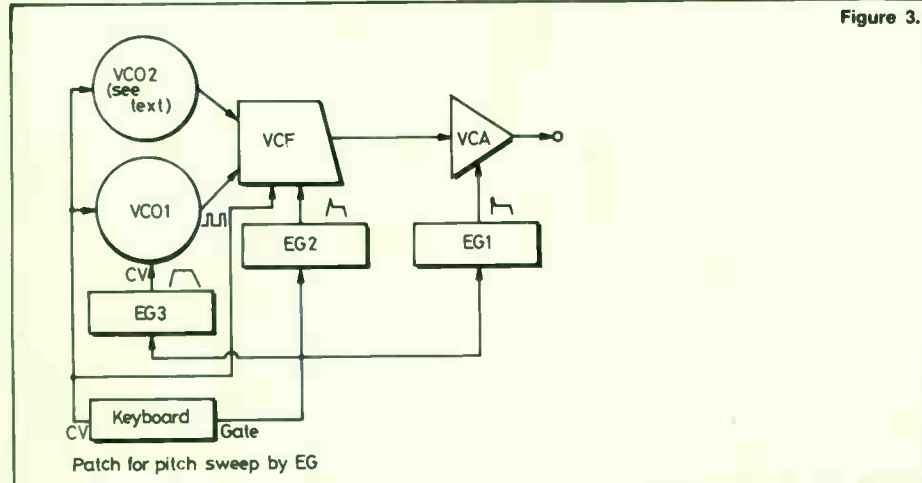 Figure 3.
VCO2
(see
text)
VCF
VCA
VCO1
EG2
EG1
CV
EG3
Keyboard
CV
Gate
Patch for pitch sweep by EG